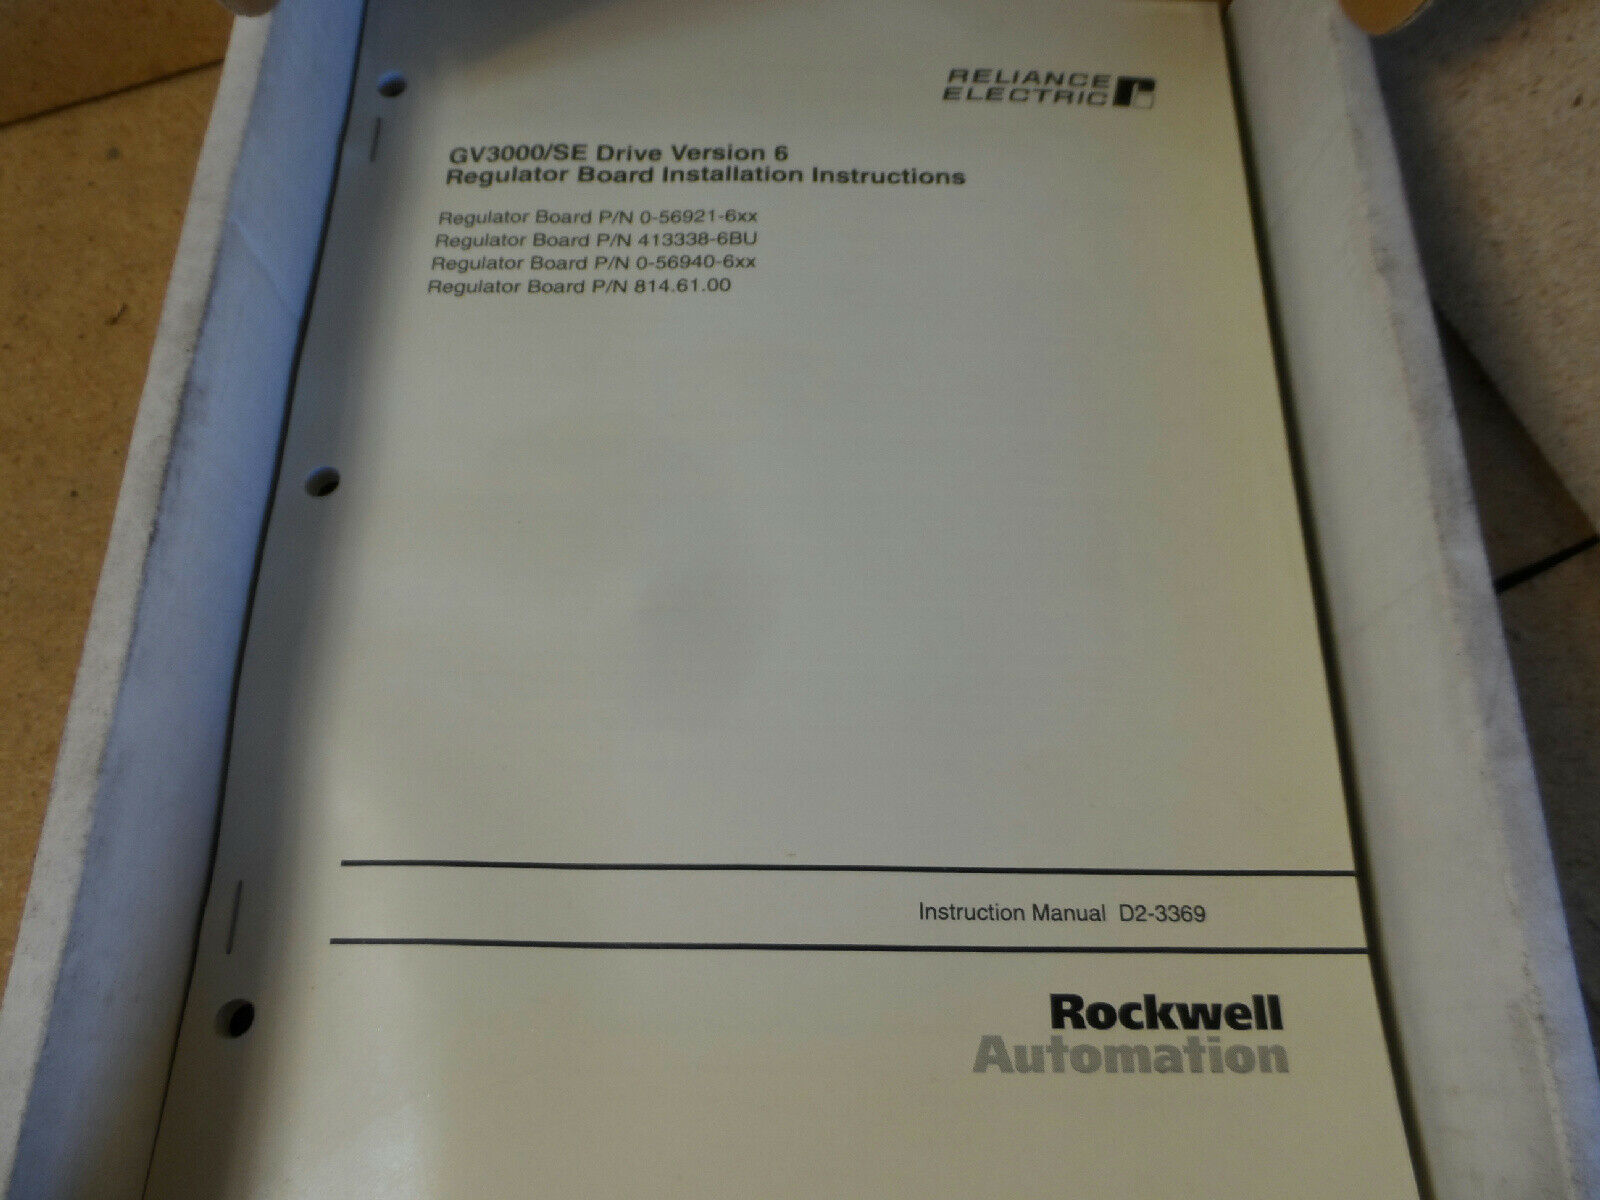 RELIANCE
ELECTRIC
GV3000/SE Drive Version 6
Regulator Board Installation Instructions
Regulator Board P/N 0-56921-6xx
Regulator Board P/N 413338-6BU
Regulator Board P/N 0-56940-6xx
Regulator Board P/N 814.61.00
Instruction Manual D2-3369
Rockwell
Automation